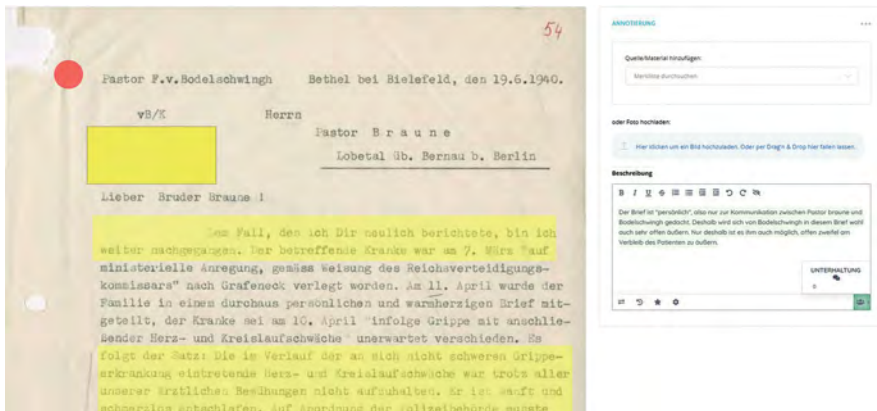 54
Pastor F.v.Bodelschwingh Bethel bei Bielefeld, den 19.6.1940.
vB/K Herrn
Pastor B r a u n e
Lobetal üb. Bernau b. Berlin
Lieber Bruder Braune !
Dem Fall, den ich Dir neulich berichtete, bin ich
weiter nachgegangen. Der betreffende Kranke war am 7. März "auf
ministerielle Anregung, gemäss Weisung des Reichsverteidigungs-
kommissars" nach Grafeneck verlegt worden. Am 11. April wurde der
Familie in einem durchaus persönlichen und warmherzigen Brief mit-
geteilt, der Kranke sei am 10. April "infolge Grippe mit anschlie-
ßender Herz- und Kreislaufschwäche" unerwartet verschieden. Es
folgt der Satz: Die im Verlauf der an sich nicht schweren Grippe-
erkrankung eintretende Herz- und Kreislaufschwäche war trotz aller
unserer ärztlichen Bemühungen nicht aufzuhalten. Er ist sanft und
schmerzlos entschlafen. Auf Anordnung der Polizeibehörde musste
ANNOTIERUNG
Quelle/Material hinzufügen:
Merkliste durchsuchen
oder Foto hochladen:
Hier klicken um ein Bild hochzuladen. Oder per Drag'n & Drop hier fallen lassen.
Beschreibung
B I U S
Der Brief ist "persönlich", also nur zur Kommunikation zwischen Pastor braune und
Bodelschwingh gedacht. Deshalb wird sich von Bodelschwingh in diesem Brief wohl
auch sehr offen äußern. Nur deshalb ist es ihm auch möglich, offen zweifel am
Verbleib des Patienten zu äußern.
UNTERHALTUNG
0